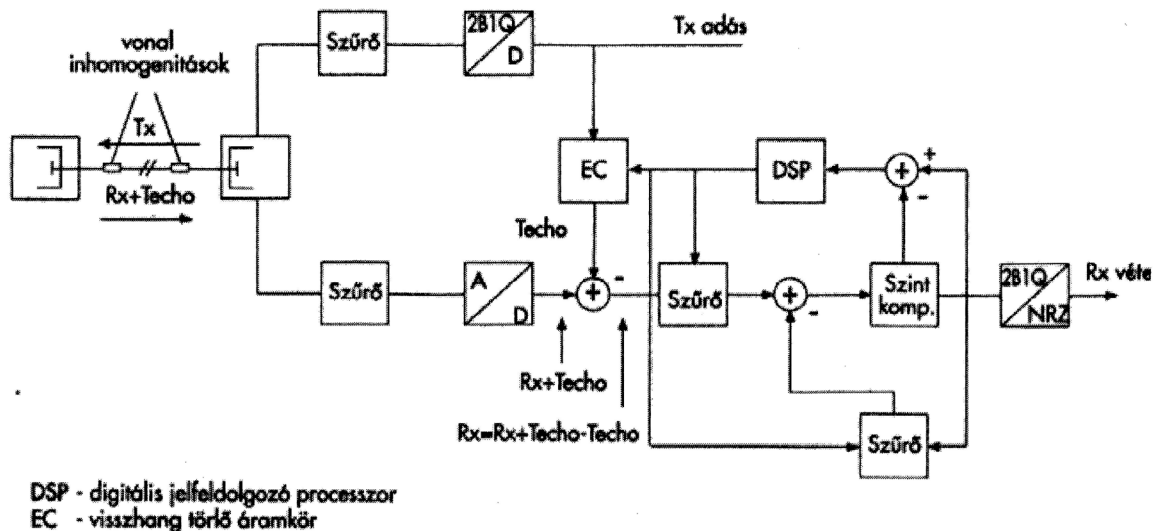 vonal
inhomogenitások
Szűrő
2B1Q
D
Tx adás
Tx
Rx+Techo
EC
DSP
+
+
-
Techo
Szűrő
A
D
+
-
Szűrő
+
-
Szint
komp.
2B1Q
NRZ
Rx véte
Rx+Techo
Rx=Rx+Techo-Techo
Szűrő
DSP - digitális jelfeldolgozó processzor
EC - visszhang törlő áramkör